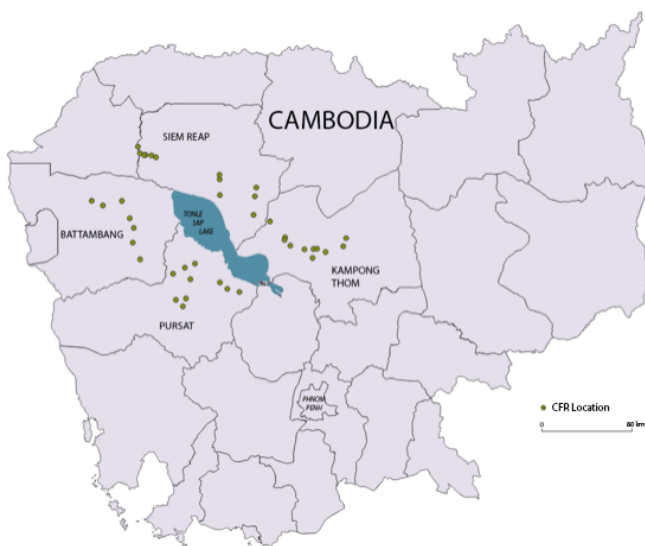 CAMBODIA
SIEM REAP
TONLE
SAP
LAKE
BATTAMBANG
KAMPONG
THOM
PURSAT
PHNOM
PENH
CFR Location
0 80 km